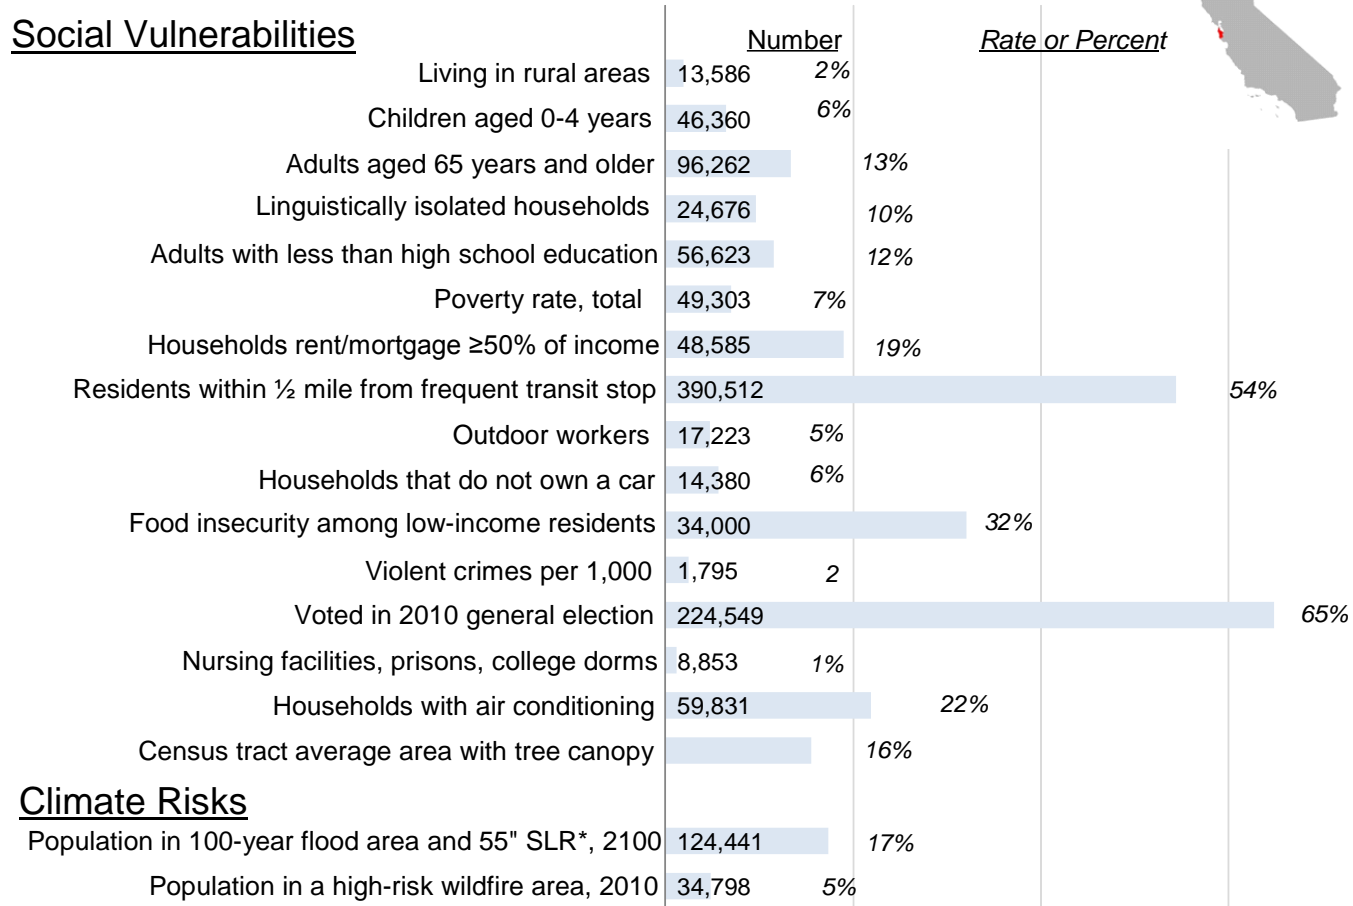 Social Vulnerabilities
Number Rate or Percent
Living in rural areas 13,586 2%
Children aged 0-4 years 46,360 6%
Adults aged 65 years and older 96,262 13%
Linguistically isolated households 24,676 10%
Adults with less than high school education 56,623 12%
Poverty rate, total 49,303 7%
Households rent/mortgage ≥50% of income 48,585 19%
Residents within ½ mile from frequent transit stop 390,512 54%
Outdoor workers 17,223 5%
Households that do not own a car 14,380 6%
Food insecurity among low-income residents 34,000 32%
Violent crimes per 1,000 1,795 2
Voted in 2010 general election 224,549 65%
Nursing facilities, prisons, college dorms 8,853 1%
Households with air conditioning 59,831 22%
Census tract average area with tree canopy 16%
Climate Risks
Population in 100-year flood area and 55" SLR*, 2100 124,441 17%
Population in a high-risk wildfire area, 2010 34,798 5%